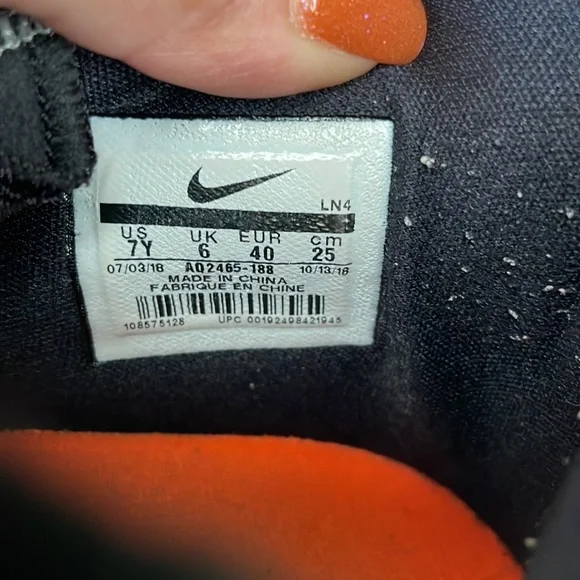 LN4
US UK EUR cm
7Y 6 40 25
07/03/18 AO2465-188 10/13/18
MADE IN CHINA
FABRIQUE EN CHINE
108575128 UPC 00192498421945